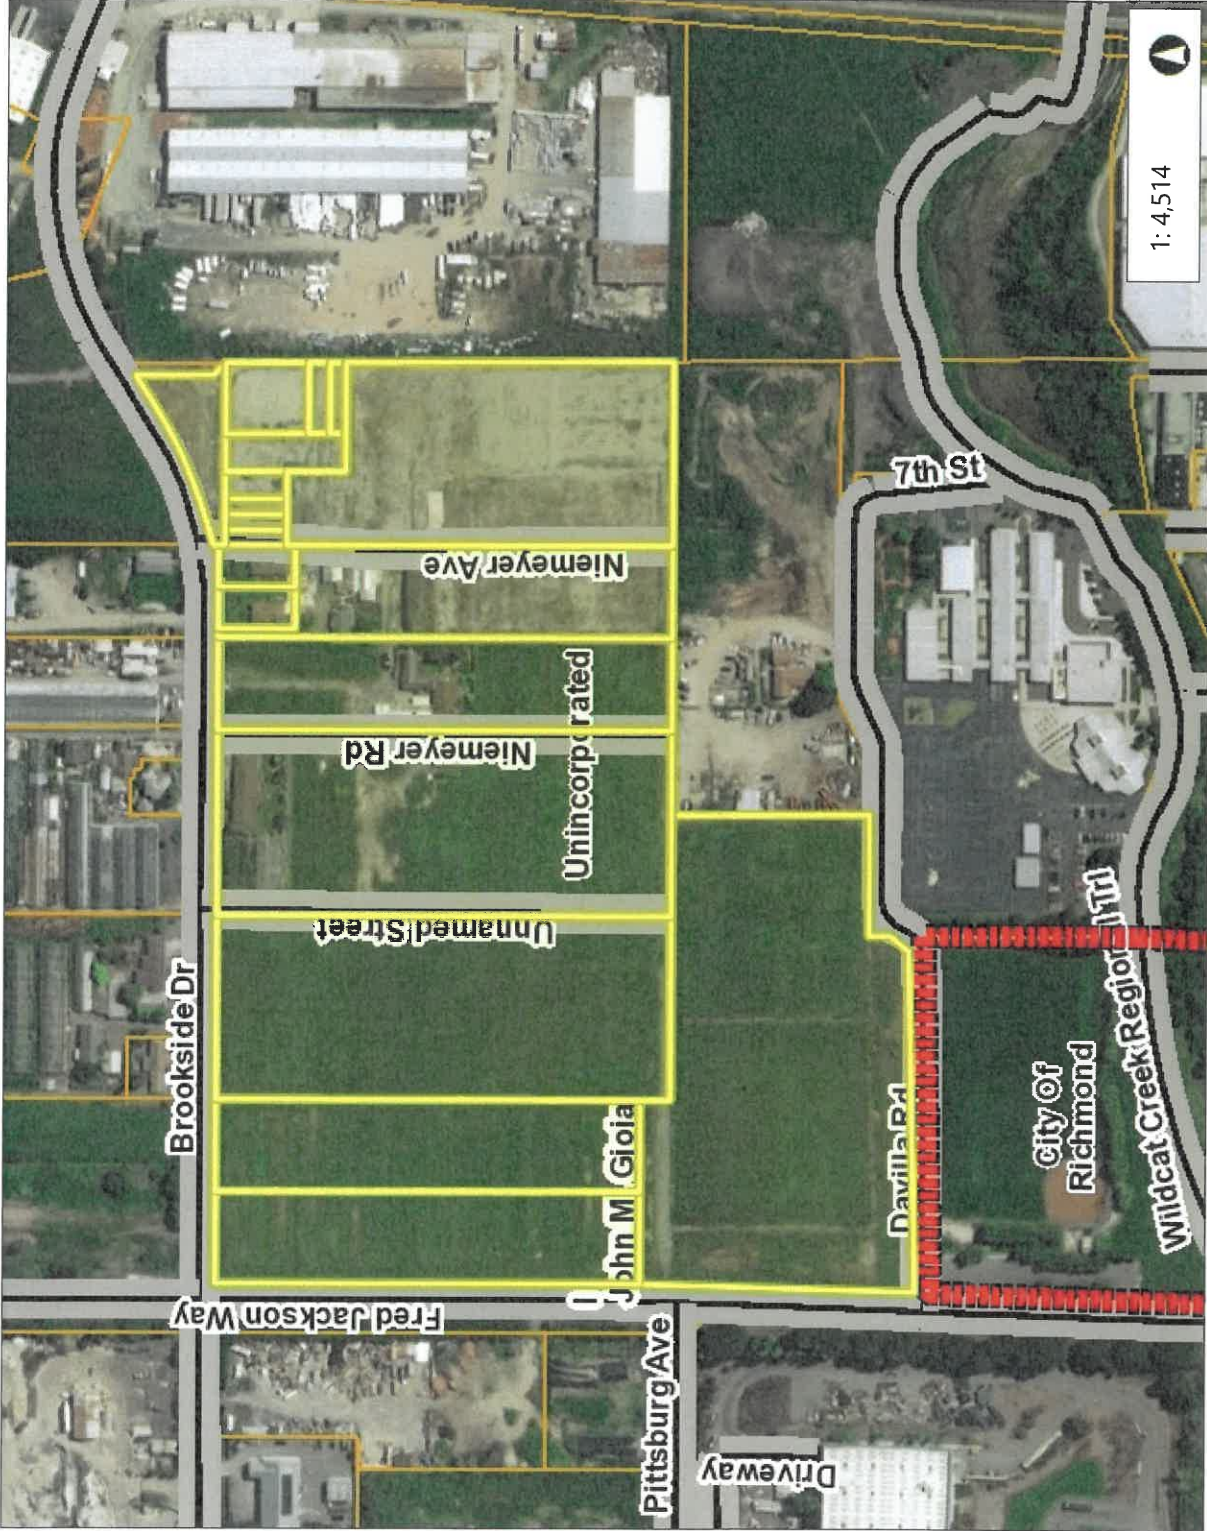 1: 4,514
7th St
Niemeyer Ave
Niemeyer Rd
Unincorporated
Unnamed Street
Brookside Dr
City Of
Richmond
Wildcat Creek Regional Trl
Davilla Rd
I
John M. Gioia
Fred Jackson Way
Pittsburg Ave
Driveway